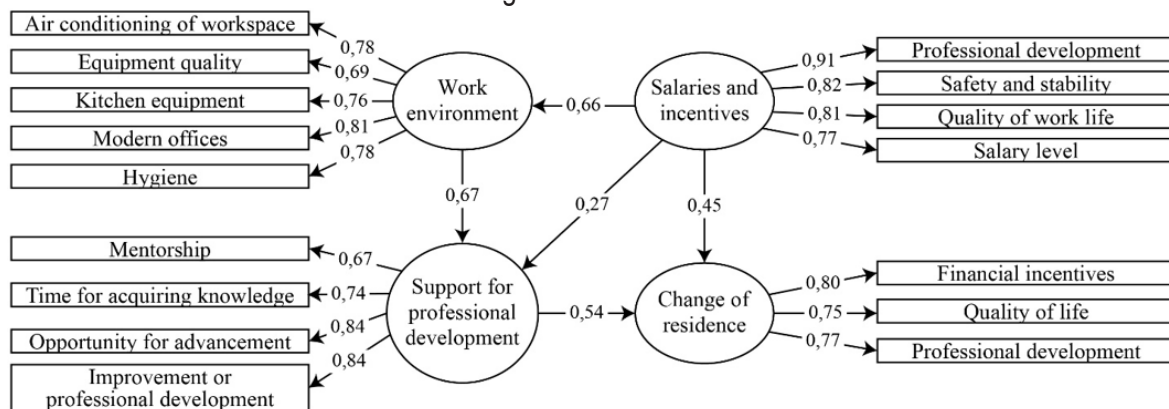 Air conditioning of workspace
Equipment quality
Kitchen equipment
Modern offices
Hygiene
0,78
0,69
0,76
0,81
0,78
Work
environment
0,66
Salaries and
incentives
0,91
0,82
0,81
0,77
Professional development
Safety and stability
Quality of work life
Salary level
0,67
0,27
0,45
Mentorship
Time for acquiring knowledge
Opportunity for advancement
Improvement or
professional development
0,67
0,74
0,84
0,84
Support for
professional
development
0,54
Change of
residence
0,80
0,75
0,77
Financial incentives
Quality of life
Professional development